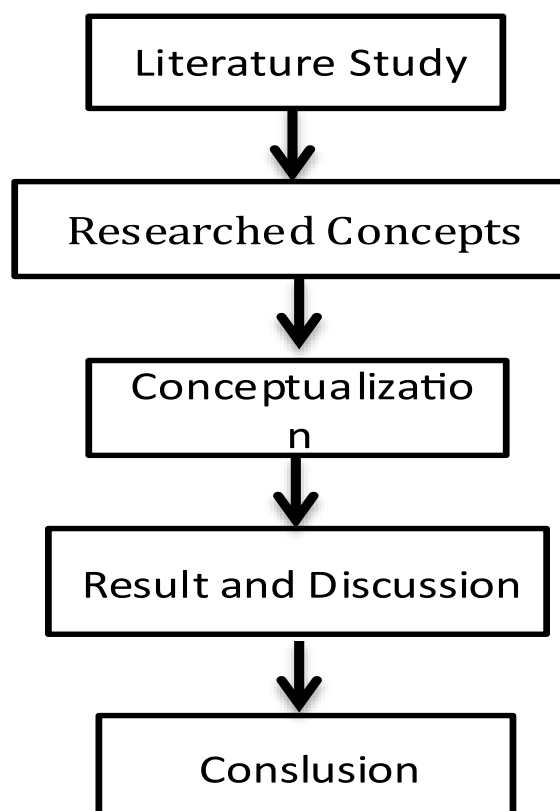 Literature Study
Researched Concepts
Conceptualizatio
n
Result and Discussion
Conslusion